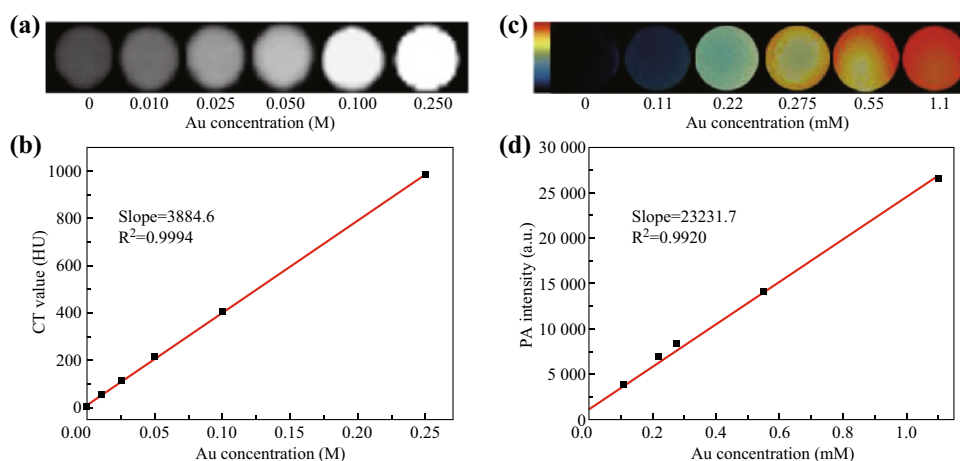 (a)
0 0.010 0.025 0.050 0.100 0.250
Au concentration (M)
(b)
1000
800
600
400
200
0
CT value (HU)
Slope=3884.6
R²=0.9994
0.00 0.05 0.10 0.15 0.20 0.25
Au concentration (M)
(c)
0 0.11 0.22 0.275 0.55 1.1
Au concentration (mM)
(d)
30 000
25 000
20 000
15 000
10 000
5 000
0
PA intensity (a.u.)
Slope=23231.7
R²=0.9920
0.0 0.2 0.4 0.6 0.8 1.0
Au concentration (mM)